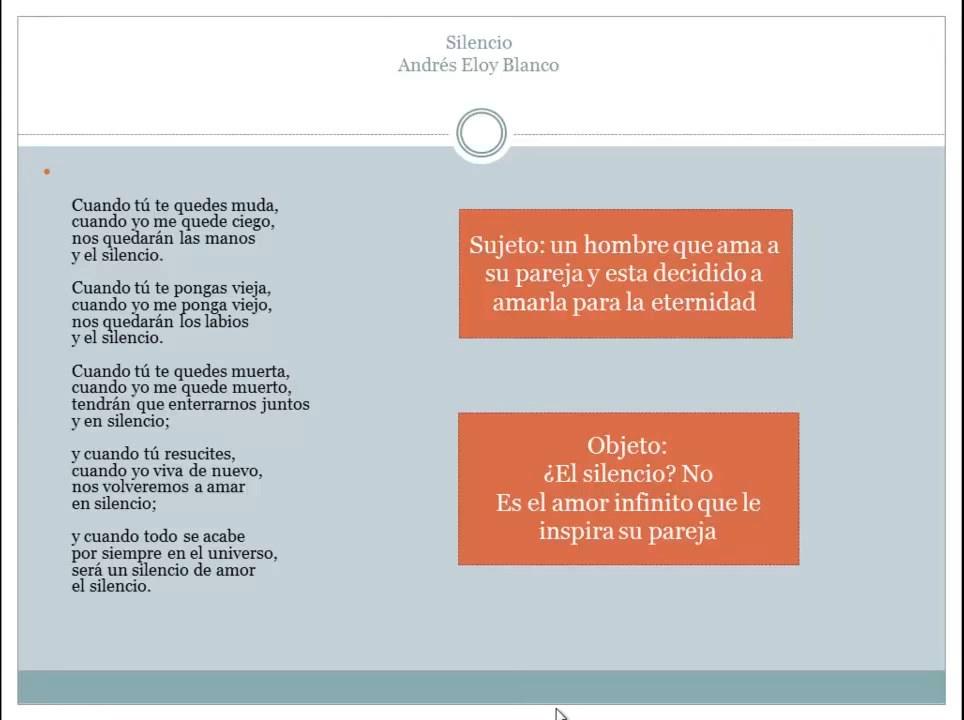 Silencio
Andrés Eloy Blanco
Cuando tú te quedes muda,
cuando yo me quede ciego,
nos quedarán las manos
y el silencio.
Cuando tú te pongas vieja,
cuando yo me ponga viejo,
nos quedarán los labios
y el silencio.
Cuando tú te quedes muerta,
cuando yo me quede muerto,
tendrán que enterrarnos juntos
y en silencio;
y cuando tú resucites,
cuando yo viva de nuevo,
nos volveremos a amar
en silencio;
y cuando todo se acabe
por siempre en el universo,
será un silencio de amor
el silencio.
Sujeto: un hombre que ama a
su pareja y esta decidido a
amarla para la eternidad
Objeto:
¿El silencio? No
Es el amor infinito que le
inspira su pareja